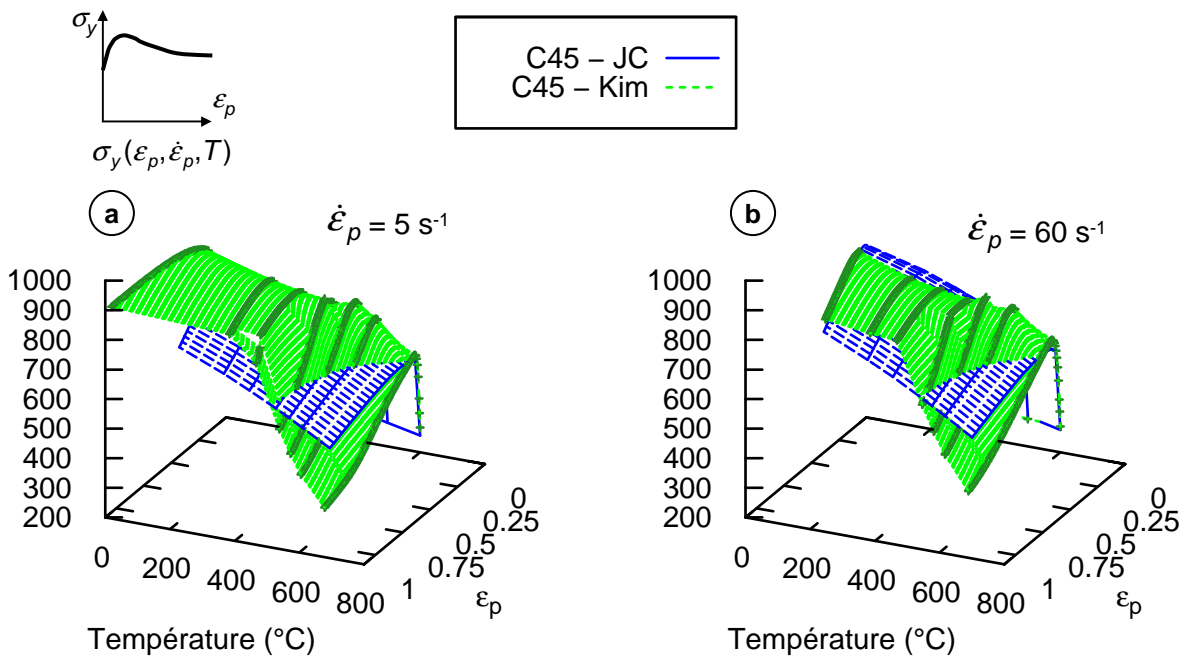 σy
εp
σy(εp,ε̇p,T)
C45 – JC
C45 – Kim
a
ε̇p = 5 s-1
1000
900
800
700
600
500
400
300
200
0
200
400
600
800
0
0.25
0.5
0.75
1
εp
Température (°C)
b
ε̇p = 60 s-1
1000
900
800
700
600
500
400
300
200
0
200
400
600
800
0
0.25
0.5
0.75
1
εp
Température (°C)